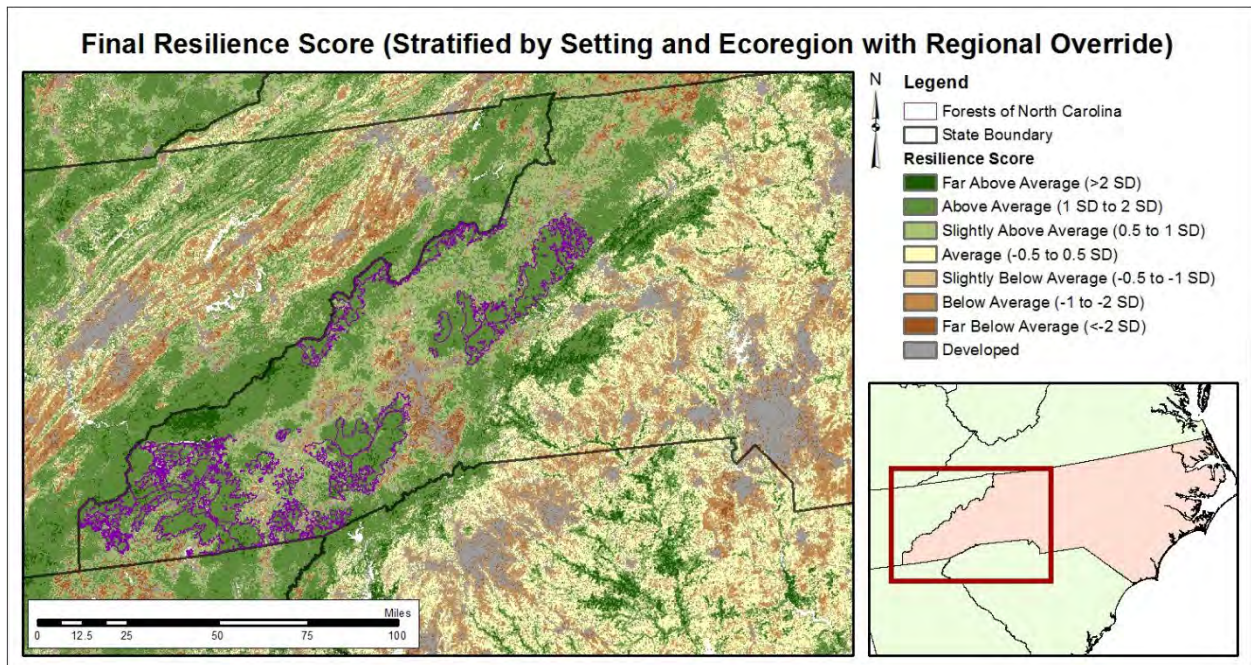 Final Resilience Score (Stratified by Setting and Ecoregion with Regional Override)
N
Legend
Forests of North Carolina
State Boundary
Resilience Score
Far Above Average (>2 SD)
Above Average (1 SD to 2 SD)
Slightly Above Average (0.5 to 1 SD)
Average (-0.5 to 0.5 SD)
Slightly Below Average (-0.5 to -1 SD)
Below Average (-1 to -2 SD)
Far Below Average (<-2 SD)
Developed
Miles
0 12.5 25 50 75 100